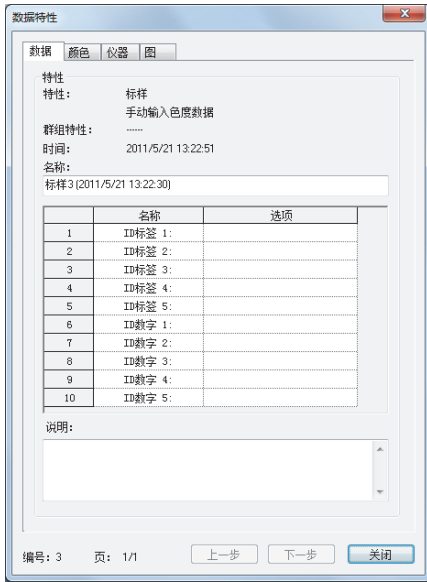 数据特性
数据 颜色 仪器 图
特性
特性： 标样
手动输入色度数据
群组特性： ------
时间： 2011/5/21 13:22:51
名称：
标样3 (2011/5/21 13:22:30)
名称 选项
1 ID标签 1:
2 ID标签 2:
3 ID标签 3:
4 ID标签 4:
5 ID标签 5:
6 ID数字 1:
7 ID数字 2:
8 ID数字 3:
9 ID数字 4:
10 ID数字 5:
说明：
编号：3 页：1/1 上一步 下一步 关闭